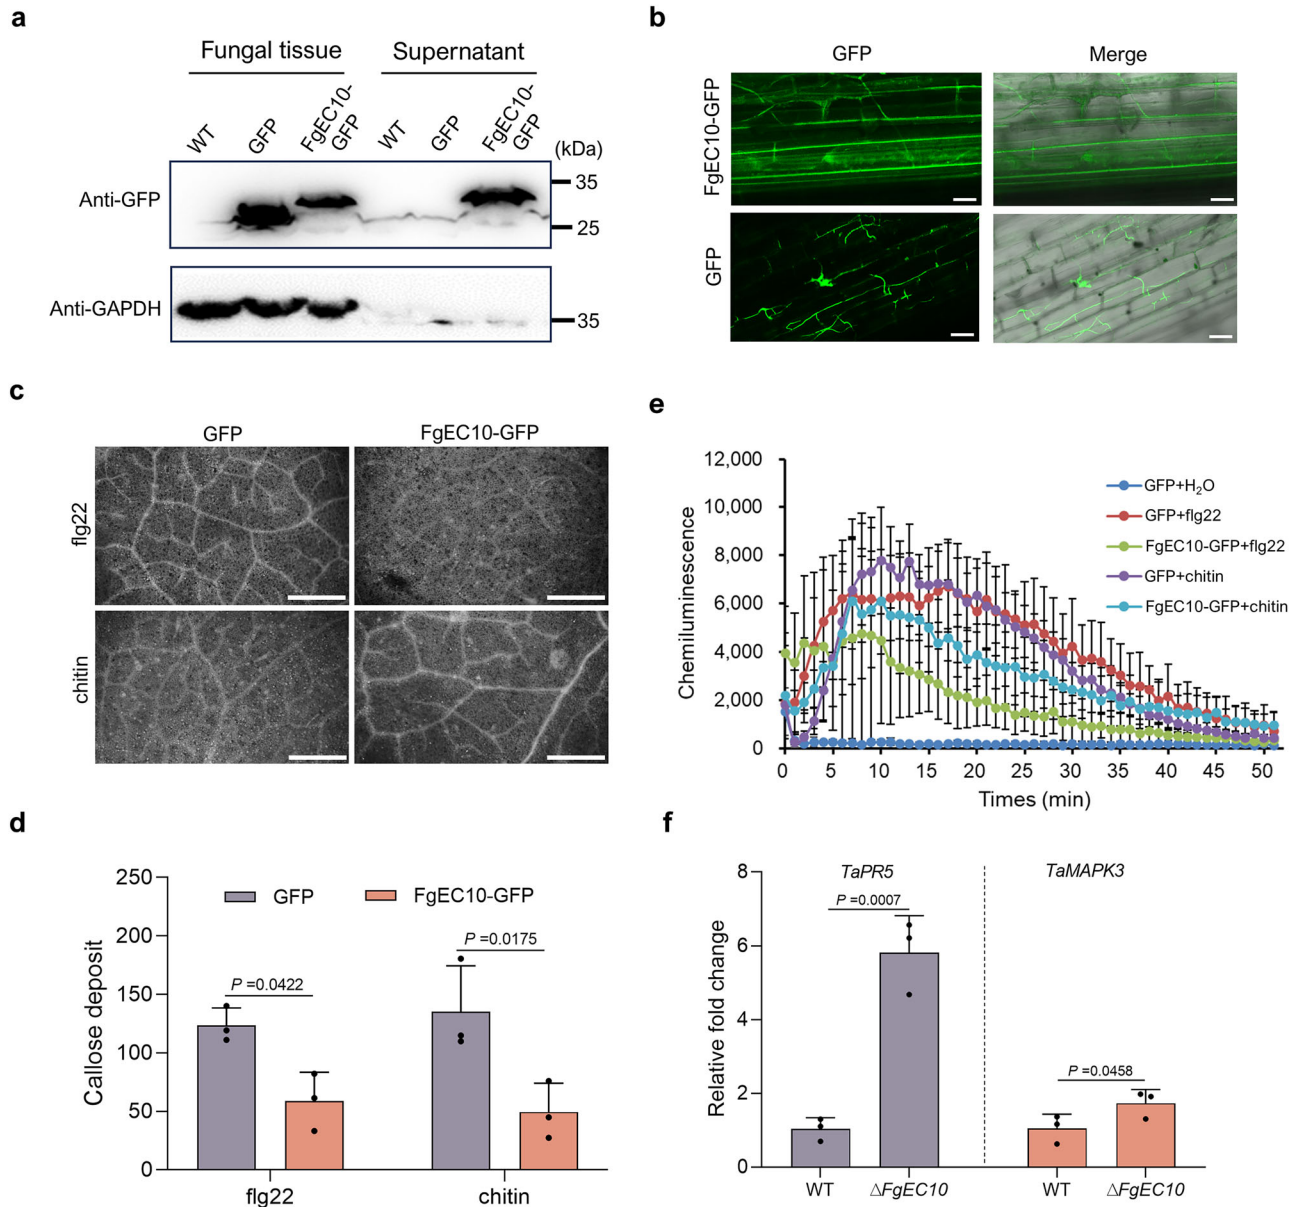 a
Fungal tissue
Supernatant
WT
GFP
FgEC10-
GFP
WT
GFP
FgEC10-
GFP
(kDa)
Anti-GFP
35
25
Anti-GAPDH
35
b
GFP
Merge
FgEC10-GFP
GFP
c
GFP
FgEC10-GFP
flg22
chitin
e
Chemiluminescence
12,000
10,000
8,000
6,000
4,000
2,000
0
0 5 10 15 20 25 30 35 40 45 50
Times (min)
GFP+H₂O
GFP+flg22
FgEC10-GFP+flg22
GFP+chitin
FgEC10-GFP+chitin
d
Callose deposit
250
200
150
100
50
0
GFP
FgEC10-GFP
P =0.0422
P =0.0175
flg22
chitin
f
Relative fold change
8
6
4
2
0
TaPR5
TaMAPK3
P =0.0007
P =0.0458
WT
ΔFgEC10
WT
ΔFgEC10